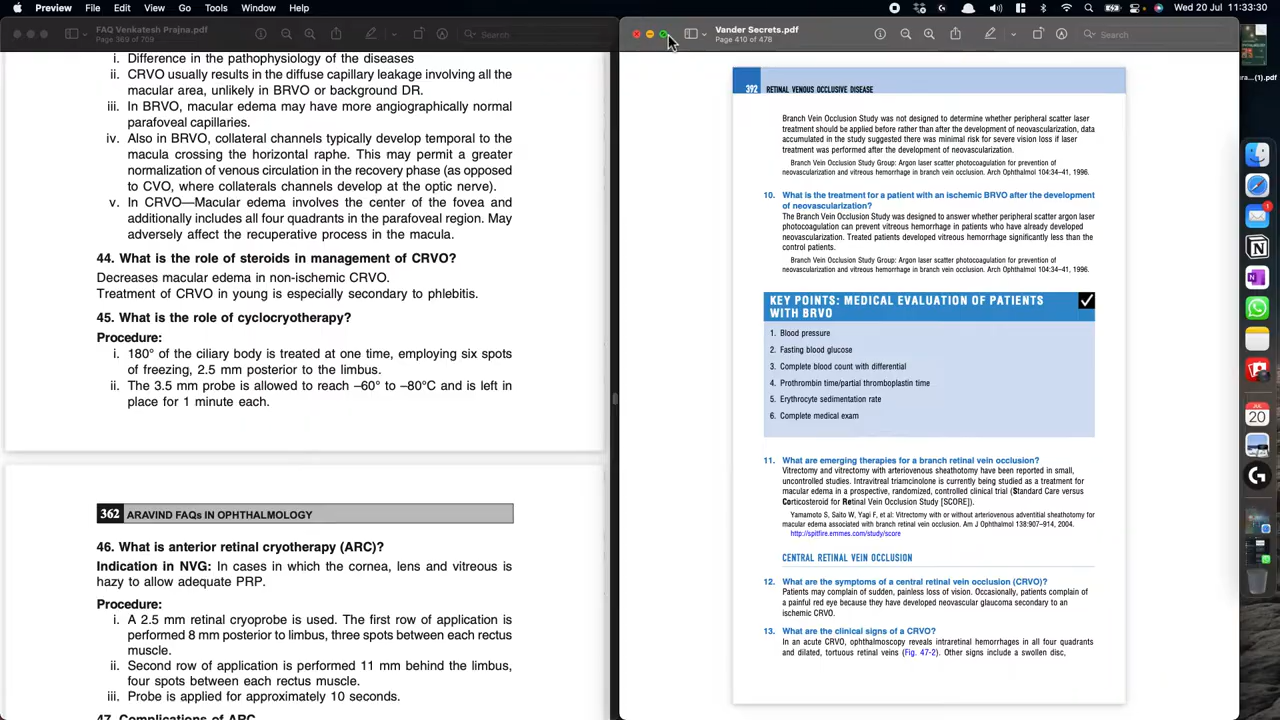 Preview File Edit View Go Tools Window Help
Wed 20 Jul 11:33:30
FAQ Venkatesh Prajna.pdf
Page 389 of 709
Search
i. Difference in the pathophysiology of the diseases
ii. CRVO usually results in the diffuse capillary leakage involving all the
macular area, unlikely in BRVO or background DR.
iii. In BRVO, macular edema may have more angiographically normal
parafoveal capillaries.
iv. Also in BRVO, collateral channels typically develop temporal to the
macula crossing the horizontal raphe. This may permit a greater
normalization of venous circulation in the recovery phase (as opposed
to CVO, where collaterals channels develop at the optic nerve).
v. In CRVO—Macular edema involves the center of the fovea and
additionally includes all four quadrants in the parafoveal region. May
adversely affect the recuperative process in the macula.
44. What is the role of steroids in management of CRVO?
Decreases macular edema in non-ischemic CRVO.
Treatment of CRVO in young is especially secondary to phlebitis.
45. What is the role of cyclocryotherapy?
Procedure:
i. 180° of the ciliary body is treated at one time, employing six spots
of freezing, 2.5 mm posterior to the limbus.
ii. The 3.5 mm probe is allowed to reach –60° to –80°C and is left in
place for 1 minute each.
362 ARAVIND FAQs IN OPHTHALMOLOGY
46. What is anterior retinal cryotherapy (ARC)?
Indication in NVG: In cases in which the cornea, lens and vitreous is
hazy to allow adequate PRP.
Procedure:
i. A 2.5 mm retinal cryoprobe is used. The first row of application is
performed 8 mm posterior to limbus, three spots between each rectus
muscle.
ii. Second row of application is performed 11 mm behind the limbus,
four spots between each rectus muscle.
iii. Probe is applied for approximately 10 seconds.
47. Complications of ARC
Vander Secrets.pdf
Page 410 of 478
Search
392 RETINAL VENOUS OCCLUSIVE DISEASE
Branch Vein Occlusion Study was not designed to determine whether peripheral scatter laser
treatment should be applied before rather than after the development of neovascularization, data
accumulated in the study suggested there was minimal risk for severe vision loss if laser
treatment was performed after the development of neovascularization.
Branch Vein Occlusion Study Group: Argon laser scatter photocoagulation for prevention of
neovascularization and vitreous hemorrhage in branch vein occlusion. Arch Ophthalmol 104:34–41, 1996.
10. What is the treatment for a patient with an ischemic BRVO after the development
of neovascularization?
The Branch Vein Occlusion Study was designed to answer whether peripheral scatter argon laser
photocoagulation can prevent vitreous hemorrhage in patients who have already developed
neovascularization. Treated patients developed vitreous hemorrhage significantly less than the
control patients.
Branch Vein Occlusion Study Group: Argon laser scatter photocoagulation for prevention of
neovascularization and vitreous hemorrhage in branch vein occlusion. Arch Ophthalmol 104:34–41, 1996.
KEY POINTS: MEDICAL EVALUATION OF PATIENTS
WITH BRVO
1. Blood pressure
2. Fasting blood glucose
3. Complete blood count with differential
4. Prothrombin time/partial thromboplastin time
5. Erythrocyte sedimentation rate
6. Complete medical exam
11. What are emerging therapies for a branch retinal vein occlusion?
Vitrectomy and vitrectomy with arteriovenous sheathotomy have been reported in small,
uncontrolled studies. Intravitreal triamcinolone is currently being studied as a treatment for
macular edema in a prospective, randomized, controlled clinical trial (Standard Care versus
Corticosteroid for Retinal Vein Occlusion Study [SCORE]).
Yamamoto S, Saito W, Yagi F, et al: Vitrectomy with or without arteriovenous adventitial sheathotomy for
macular edema associated with branch retinal vein occlusion. Am J Ophthalmol 138:907–914, 2004.
http://spitfire.emmes.com/study/score
CENTRAL RETINAL VEIN OCCLUSION
12. What are the symptoms of a central retinal vein occlusion (CRVO)?
Patients may complain of sudden, painless loss of vision. Occasionally, patients complain of
a painful red eye because they have developed neovascular glaucoma secondary to an
ischemic CRVO.
13. What are the clinical signs of a CRVO?
In an acute CRVO, ophthalmoscopy reveals intraretinal hemorrhages in all four quadrants
and dilated, tortuous retinal veins (Fig. 47-2). Other signs include a swollen disc,
ara...(1).pdf
JUL
20